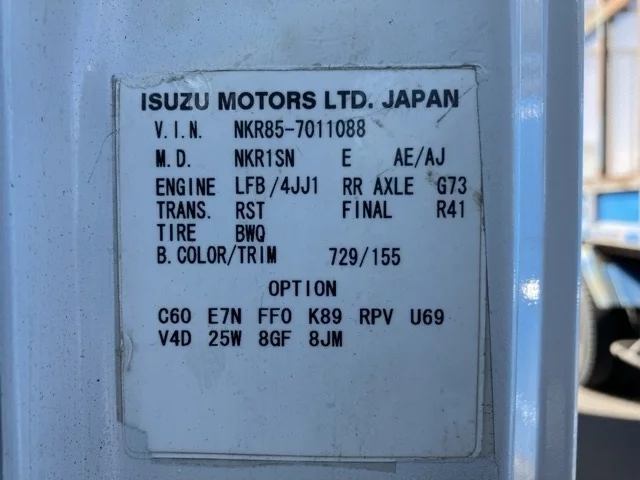 ISUZU MOTORS LTD. JAPAN
V.I.N. NKR85-7011088
M.D. NKR1SN E AE/AJ
ENGINE LFB/4JJ1 RR AXLE G73
TRANS. RST FINAL R41
TIRE BWQ
B.COLOR/TRIM 729/155
OPTION
C60 E7N FF0 K89 RPV U69
V4D 25W 8GF 8JM